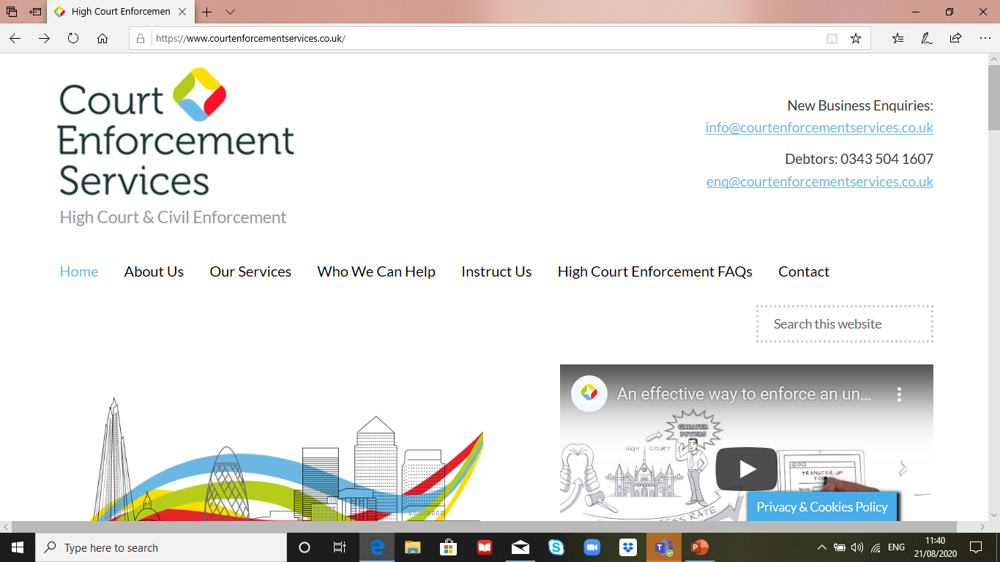 High Court Enforcemen
https://www.courtenforcementservices.co.uk/
Court
Enforcement
Services
High Court & Civil Enforcement
New Business Enquiries:
info@courtenforcementservices.co.uk
Debtors: 0343 504 1607
enq@courtenforcementservices.co.uk
Home About Us Our Services Who We Can Help Instruct Us High Court Enforcement FAQs Contact
Search this website
An effective way to enforce an un...
GREATER
POWERS
HIGH COURT
TRANSFER UP
FOR
NAME
RATE
Privacy & Cookies Policy
Type here to search
ENG
11:40
21/08/2020